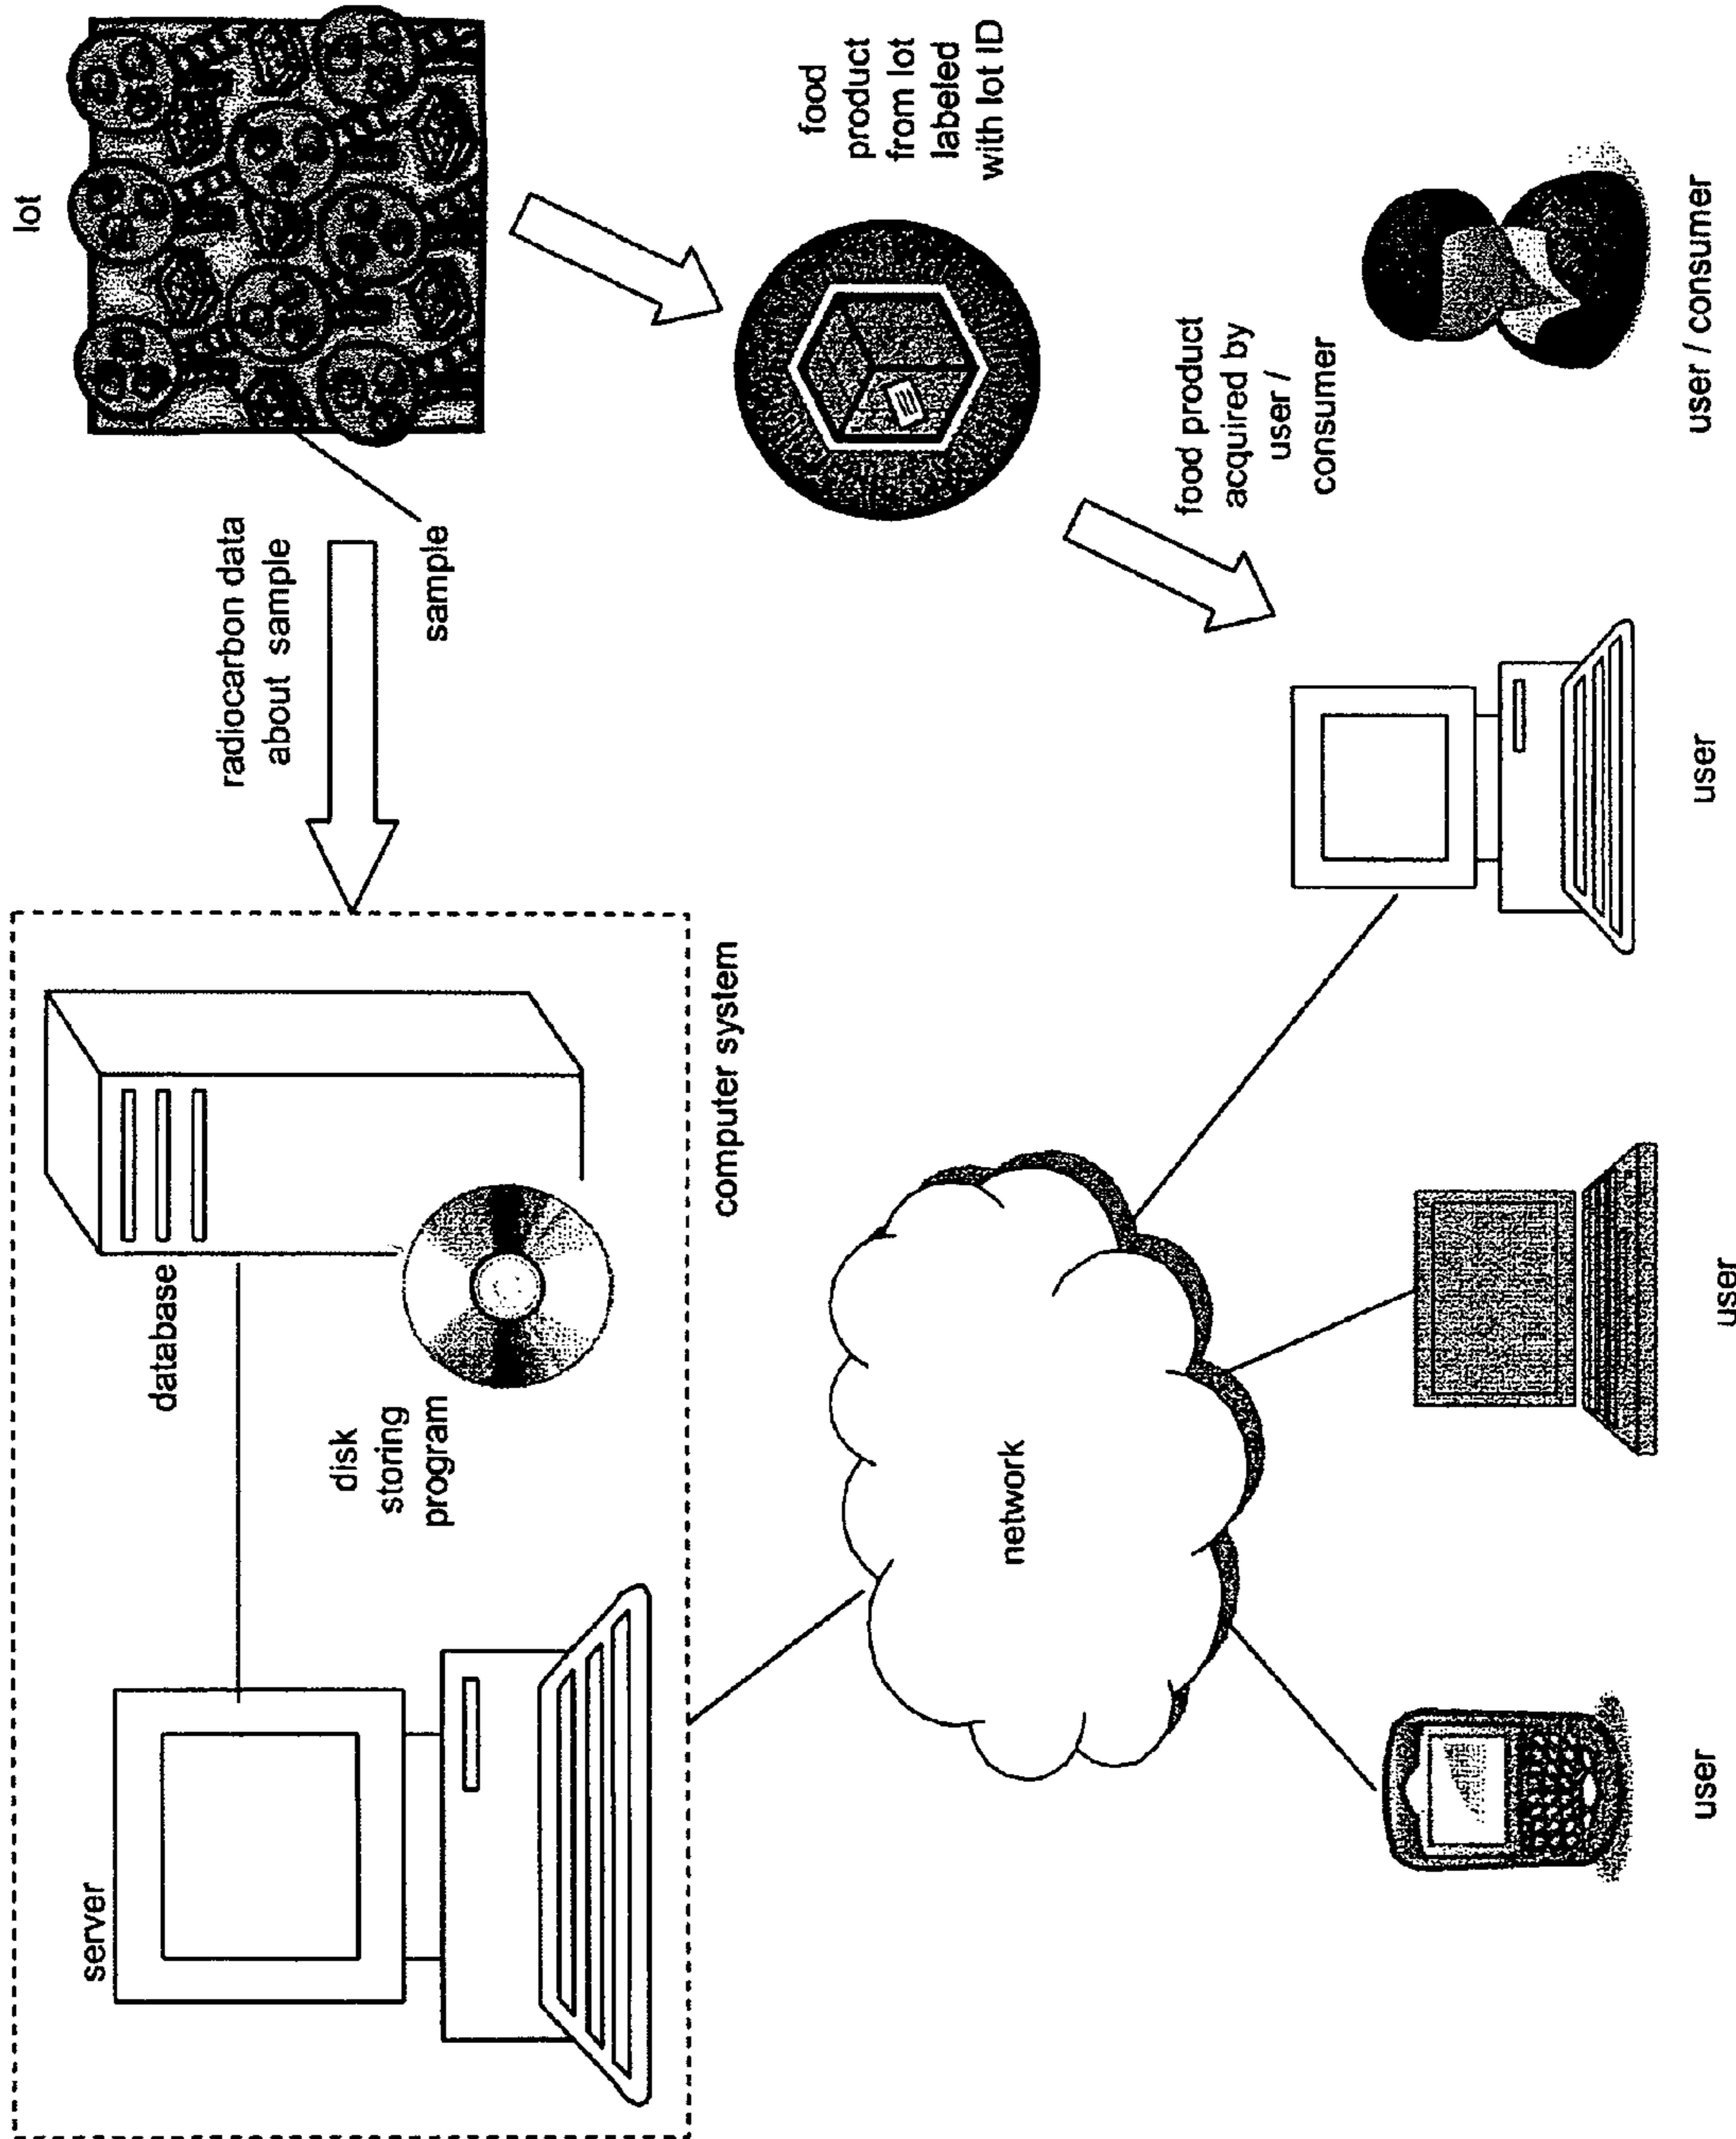 server
database
disk
storing
program
computer system
radiocarbon data
about sample
sample
lot
food
product
from lot
labeled
with lot ID
food product
acquired by
user /
consumer
network
user
user
user
user / consumer